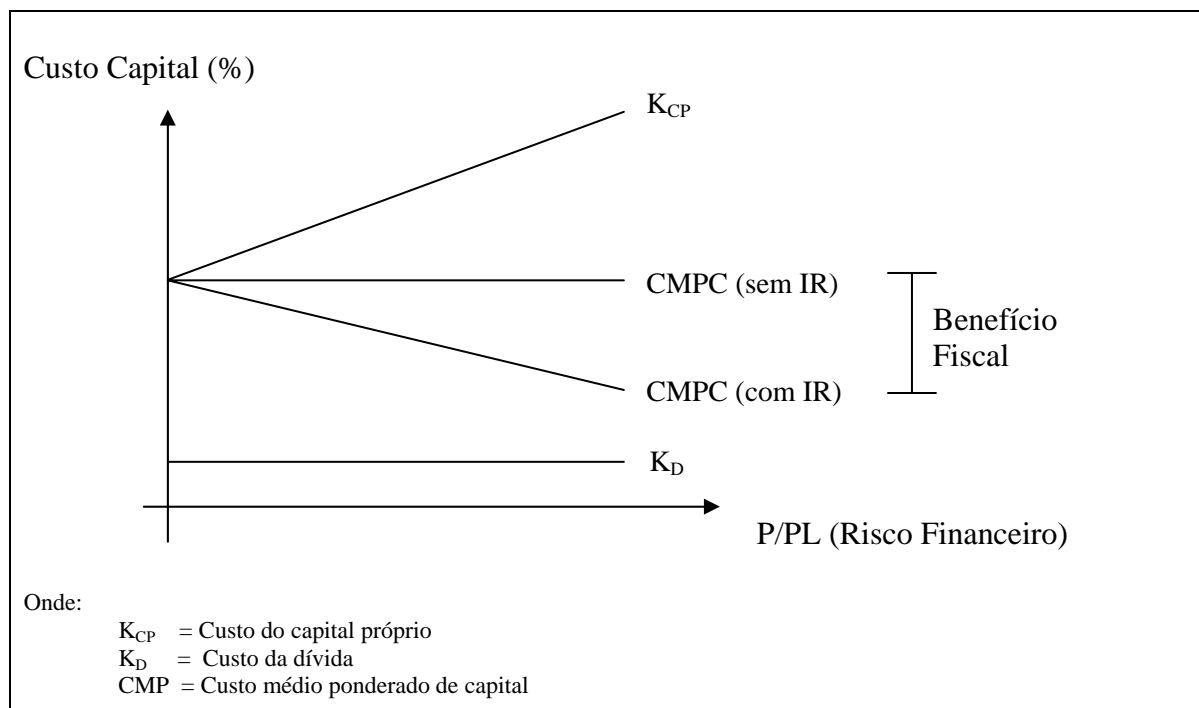 Custo Capital (%)
K_CP
CMPC (sem IR)
Benefício
Fiscal
CMPC (com IR)
K_D
P/PL (Risco Financeiro)
Onde:
K_CP = Custo do capital próprio
K_D = Custo da dívida
CMP = Custo médio ponderado de capital